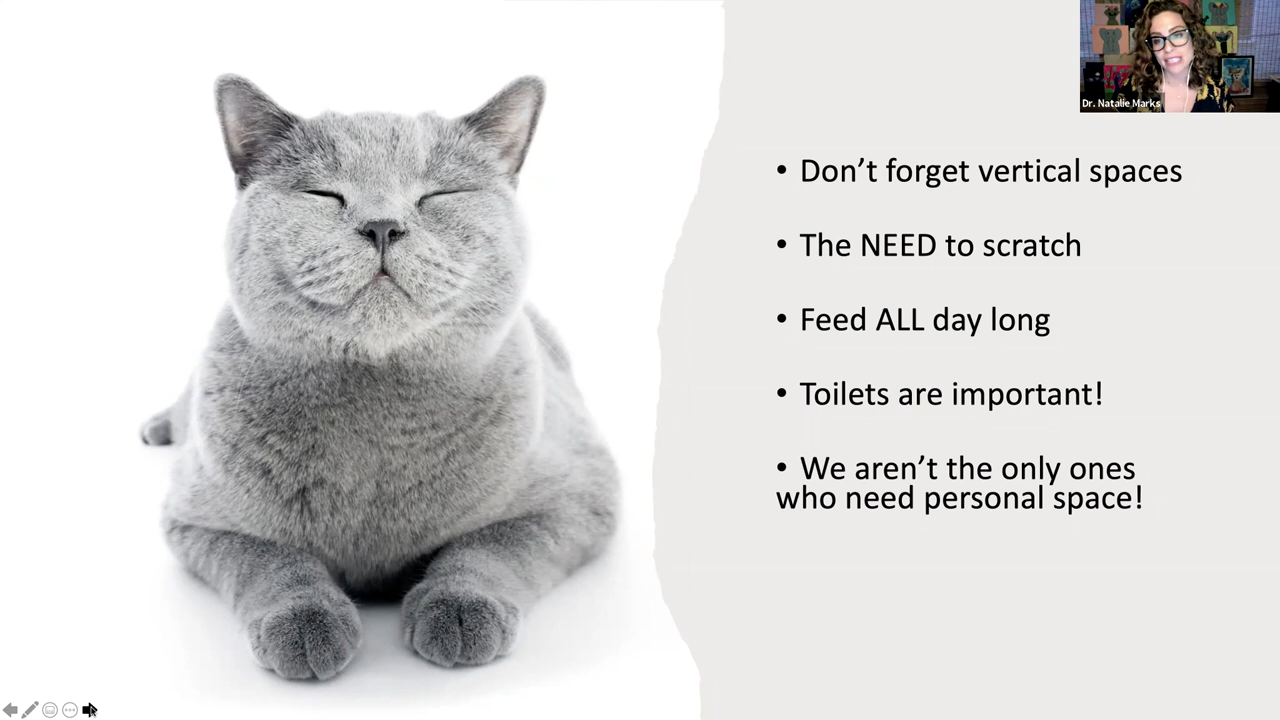 Dr. Natalie Marks
• Don’t forget vertical spaces
• The NEED to scratch
• Feed ALL day long
• Toilets are important!
• We aren’t the only ones
who need personal space!